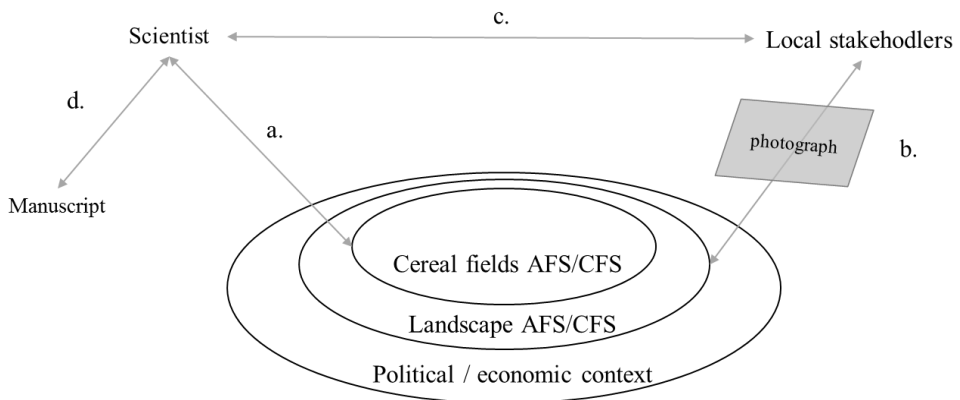 c.
Scientist
Local stakehodlers
d.
a.
photograph
b.
Manuscript
Cereal fields AFS/CFS
Landscape AFS/CFS
Political / economic context